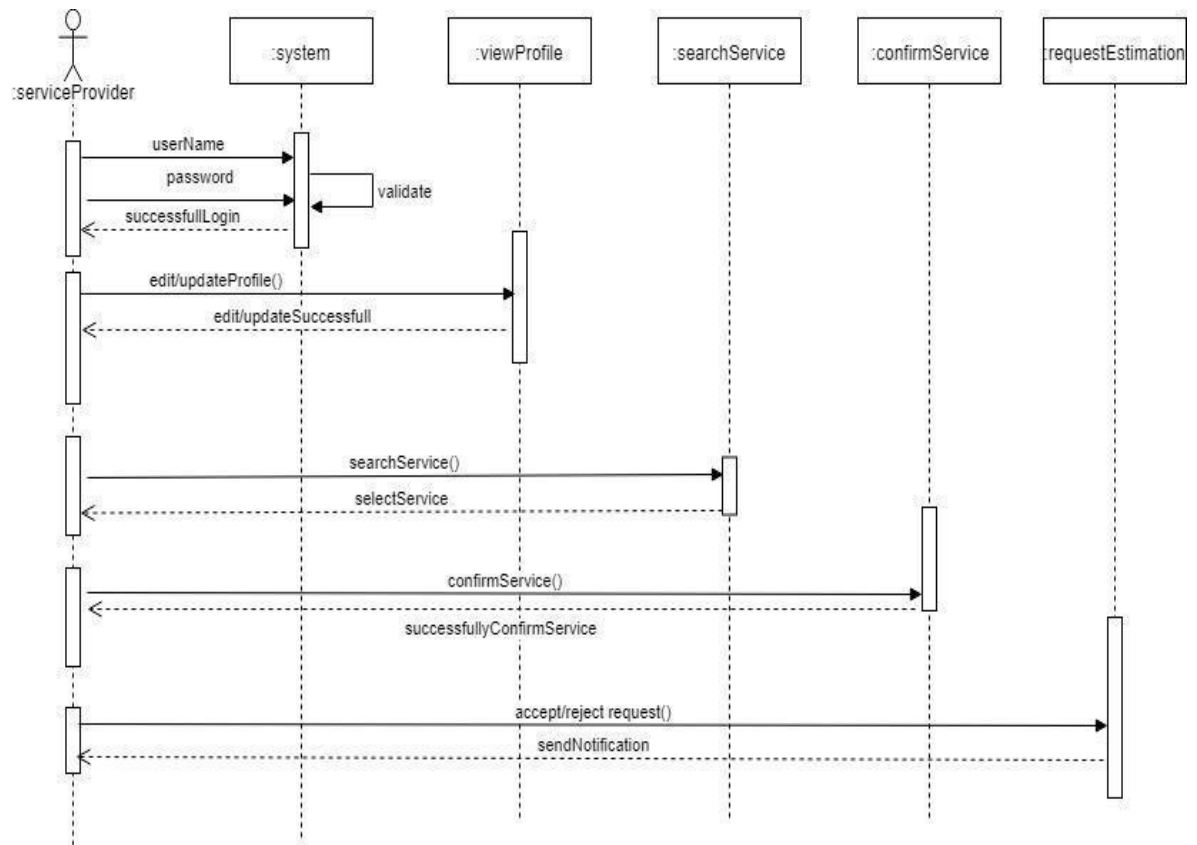 :serviceProvider
:system
:viewProfile
:searchService
:confirmService
:requestEstimation
userName
password
validate
successfullLogin
edit/updateProfile()
edit/updateSuccessfull
searchService()
selectService
confirmService()
successfullyConfirmService
accept/reject request()
sendNotification